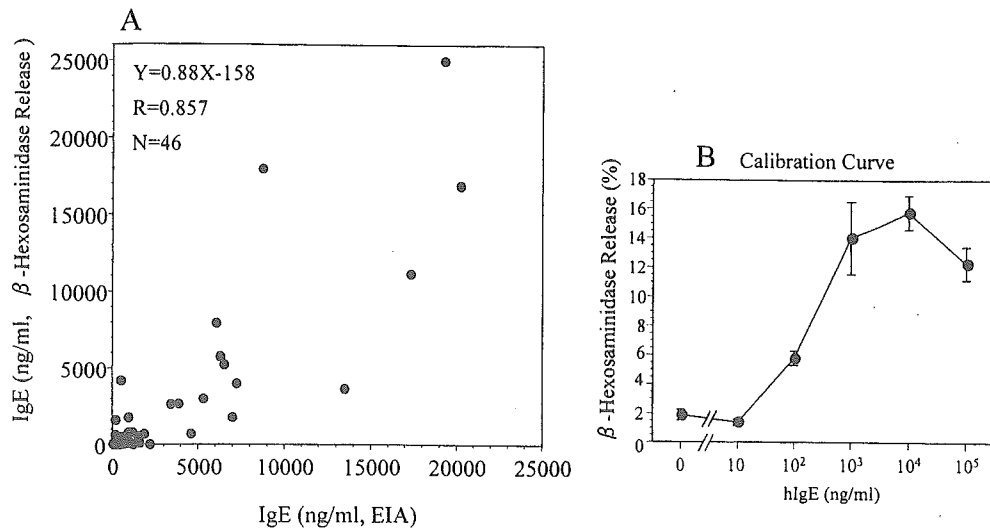 A
IgE (ng/ml, β-Hexosaminidase Release)
Y=0.88X-158
R=0.857
N=46
25000
20000
15000
10000
5000
0
0 5000 10000 15000 20000 25000
IgE (ng/ml, EIA)
B Calibration Curve
β-Hexosaminidase Release (%)
18
16
14
12
10
8
6
4
2
0
0 10 10² 10³ 10⁴ 10⁵
hIgE (ng/ml)